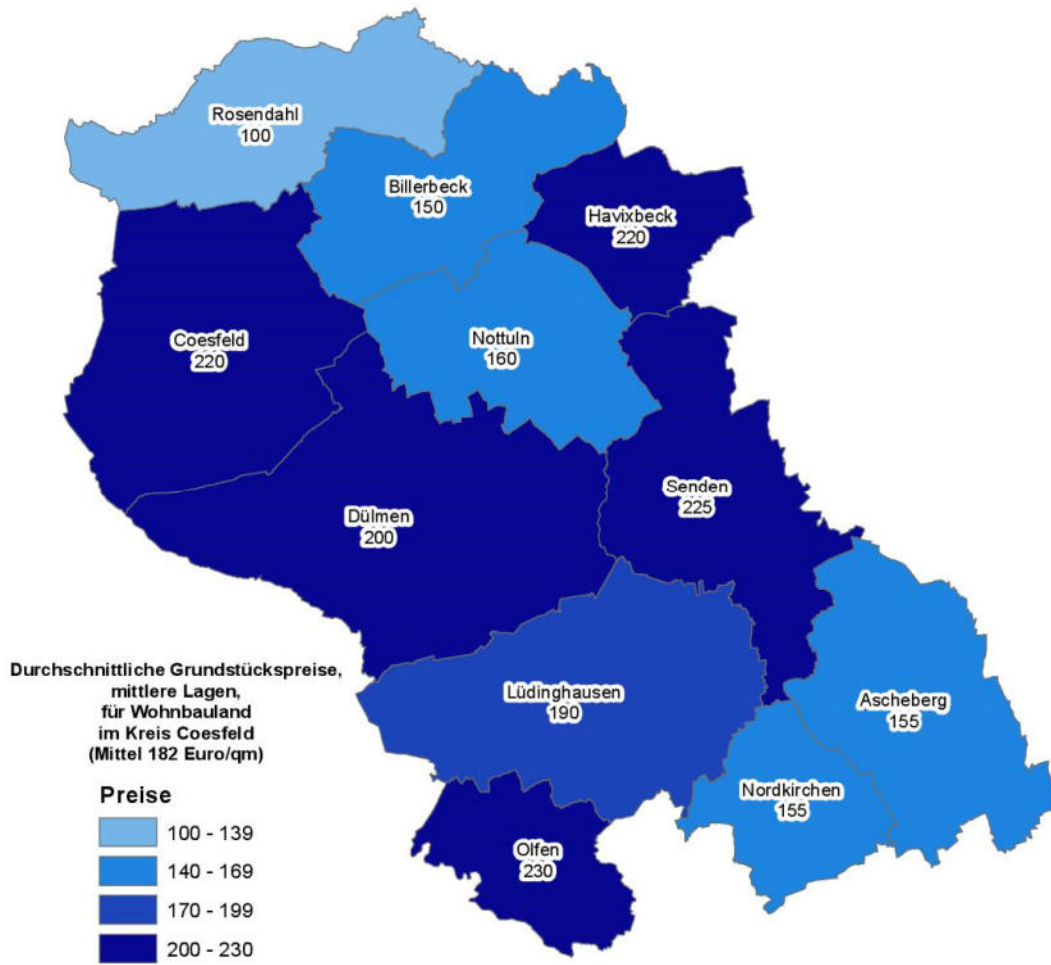 Rosendahl
100
Billerbeck
150
Havixbeck
220
Coesfeld
220
Nottuln
160
Senden
225
Dülmen
200
Lüdinghausen
190
Ascheberg
155
Nordkirchen
155
Olfen
230
Durchschnittliche Grundstückspreise,
mittlere Lagen,
für Wohnbauland
im Kreis Coesfeld
(Mittel 182 Euro/qm)
Preise
100 - 139
140 - 169
170 - 199
200 - 230